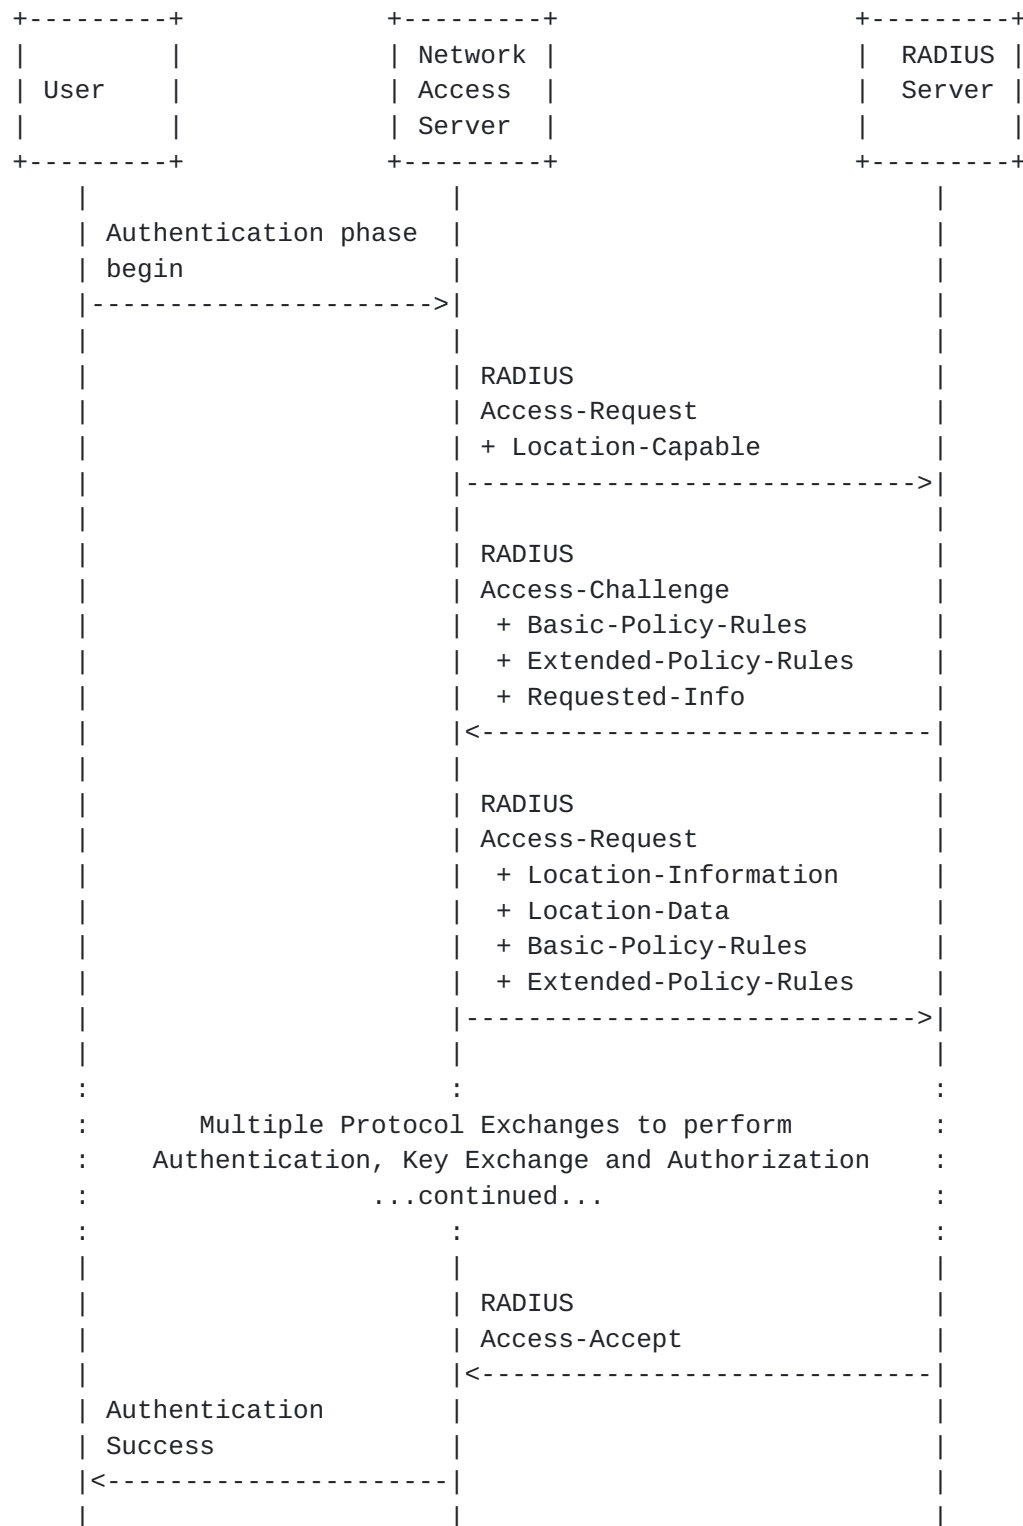 Network RADIUS
User Access Server
Server
Authentication phase
begin
RADIUS
Access-Request
+ Location-Capable
RADIUS
Access-Challenge
+ Basic-Policy-Rules
+ Extended-Policy-Rules
+ Requested-Info
RADIUS
Access-Request
+ Location-Information
+ Location-Data
+ Basic-Policy-Rules
+ Extended-Policy-Rules
Multiple Protocol Exchanges to perform
Authentication, Key Exchange and Authorization
...continued...
RADIUS
Access-Accept
Authentication
Success